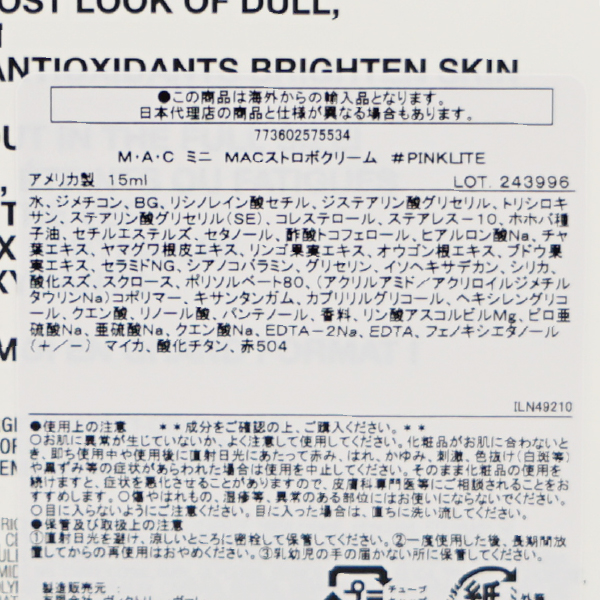 OST LOOK OF DULL,
ANTIOXIDANTS BRIGHTEN SKIN
●この商品は海外からの輸入品となります。
日本代理店の商品と仕様が異なる場合もあります。
773602575534
M・A・C ミニ MACストロボクリーム #PINKLITE
アメリカ製 15ml LOT. 243996
水、ジメチコン、BG、リシノレイン酸セチル、ジステアリン酸グリセリル、トリシロキ
サン、ステアリン酸グリセリル(SE)、コレステロール、ステアレス-10、ホホバ種
子油、セチルエステルズ、セタノール、酢酸トコフェロール、ヒアルロン酸Na、チャ
葉エキス、ヤマグワ根皮エキス、リンゴ果実エキス、オウゴン根エキス、ブドウ果
実エキス、セラミドNG、シアノコバラミン、グリセリン、イソヘキサデカン、シリカ、
酸化スズ、スクロース、ポリソルベート80、(アクリルアミド/アクリロイルジメチル
タウリンNa)コポリマー、キサンタンガム、カプリリルグリコール、ヘキシレングリコ
ール、クエン酸、リノール酸、パンテノール、香料、リン酸アスコルビルMg、ピロ亜
硫酸Na、亜硫酸Na、クエン酸Na、EDTA-2Na、EDTA、フェノキシエタノール
(+/-) マイカ、酸化チタン、赤504
ILN49210
●使用上の注意 **成分をご確認の上、ご購入ください。**
○お肌に異常が生じていないか、よく注意して使用してください。化粧品がお肌に合わないと
き、即ち使用中や使用後に直射日光にあたって赤み、はれ、かゆみ、刺激、色抜け(白斑等)
や黒ずみ等の症状があらわれた場合は使用を中止してください。そのまま化粧品の使用を
続けますと、症状を悪化させることがありますので、皮膚科専門医等にご相談されることをお
すすめします。○傷やはれもの、湿疹等、異常のある部位にはお使いにならないでください。
○目に入らないようにご注意ください。目に入った場合は、直ちに洗い流してください。
●保管及び取扱上の注意
①直射日光を避け、涼しいところに密栓して保管してください。②一度使用した後、長期間放
置してからの再使用はおやめください。③乳幼児の手の届かない所に保管してください。
製造販売元:
チューブ
紙
外箱